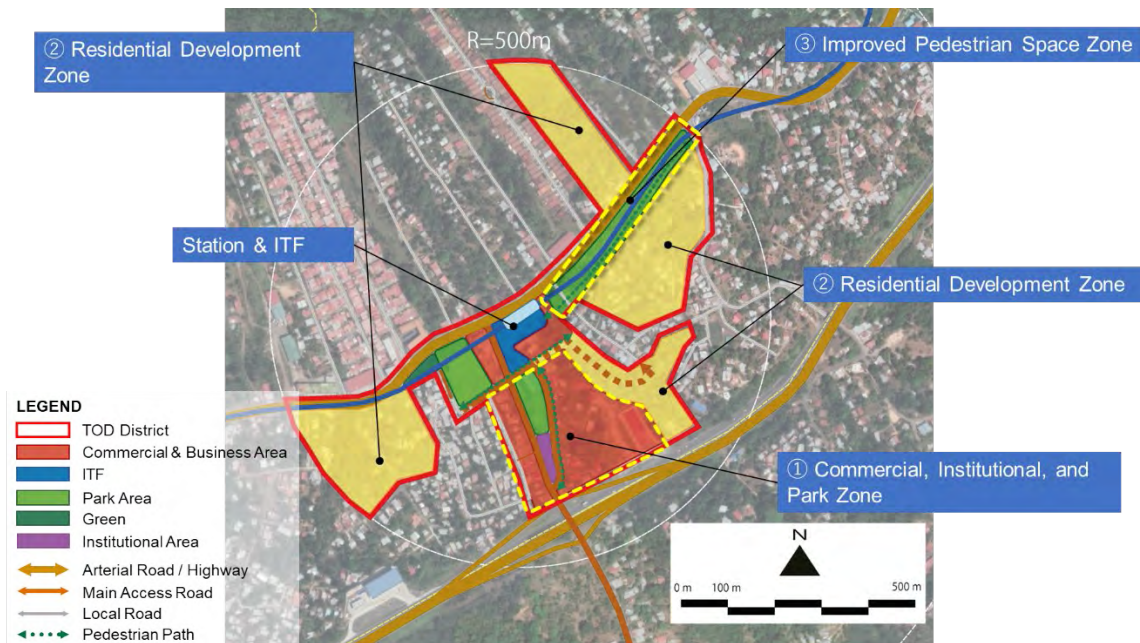 ② Residential Development
Zone
R=500m
③ Improved Pedestrian Space Zone
Station & ITF
② Residential Development Zone
① Commercial, Institutional, and
Park Zone
LEGEND
TOD District
Commercial & Business Area
ITF
Park Area
Green
Institutional Area
Arterial Road / Highway
Main Access Road
Local Road
Pedestrian Path
N
0 m 100 m 500 m